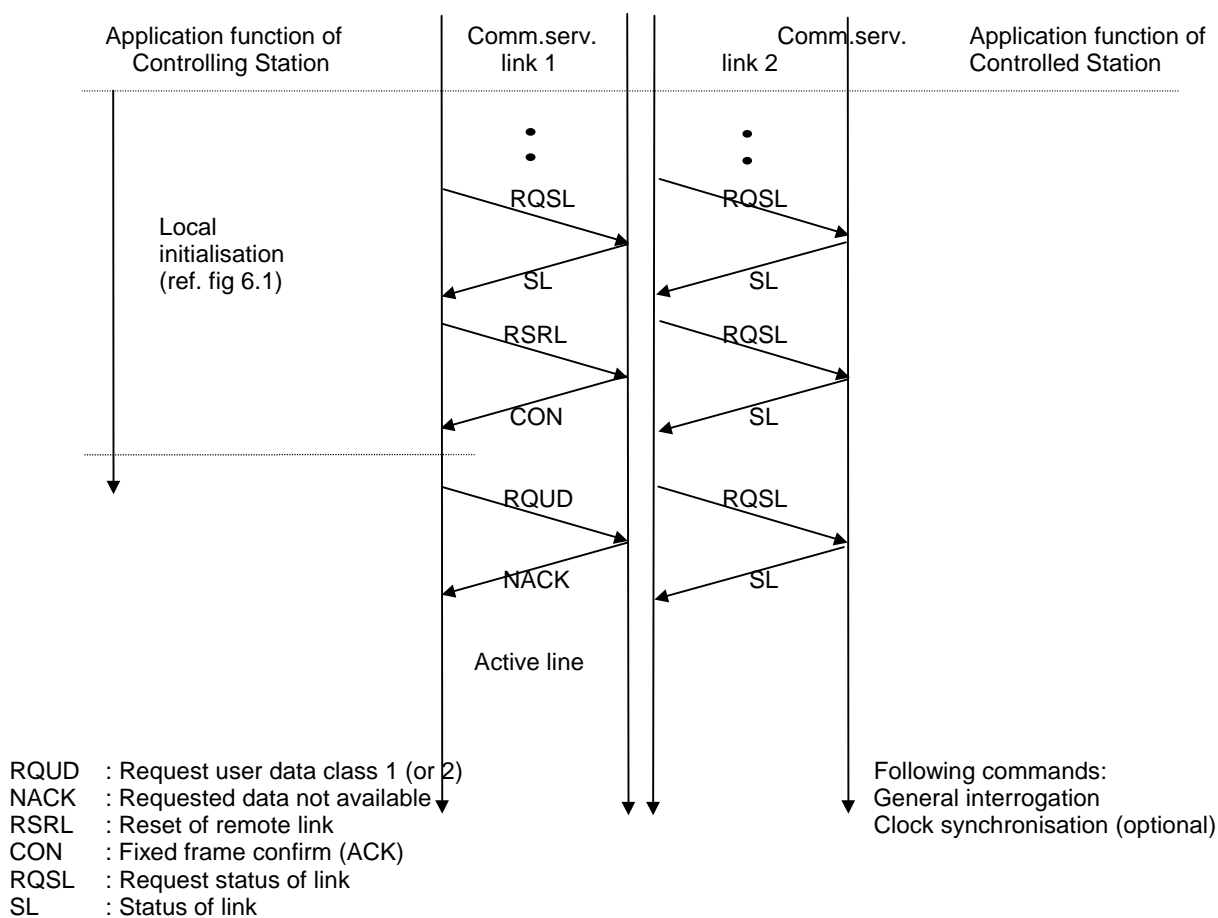 Application function of
Controlling Station
Comm.serv.
link 1
Comm.serv.
link 2
Application function of
Controlled Station
RQSL
RQSL
Local
initialisation
(ref. fig 6.1)
SL
SL
RSRL
RQSL
CON
SL
RQUD
RQSL
NACK
SL
Active line
RQUD : Request user data class 1 (or 2)
NACK : Requested data not available
RSRL : Reset of remote link
CON : Fixed frame confirm (ACK)
RQSL : Request status of link
SL : Status of link
Following commands:
General interrogation
Clock synchronisation (optional)